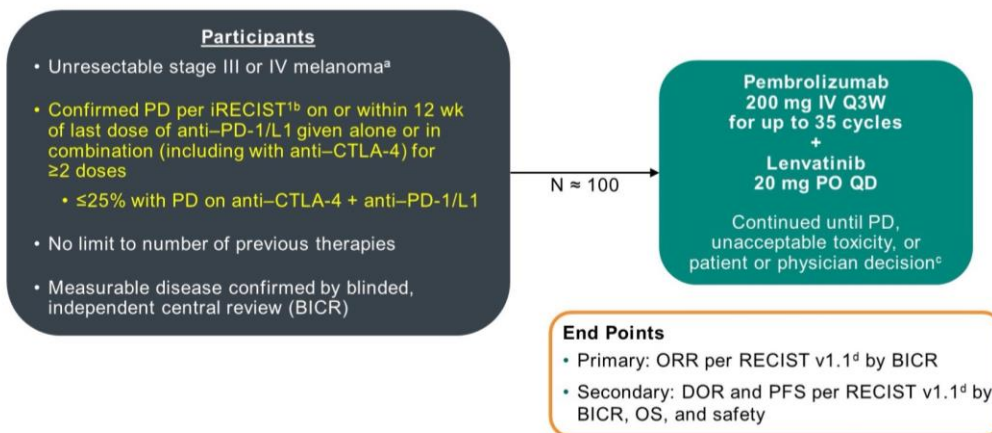 Participants
• Unresectable stage III or IV melanomaᵃ
• Confirmed PD per iRECIST¹ᵇ on or within 12 wk
of last dose of anti–PD-1/L1 given alone or in
combination (including with anti–CTLA-4) for
≥2 doses
• ≤25% with PD on anti–CTLA-4 + anti–PD-1/L1
• No limit to number of previous therapies
• Measurable disease confirmed by blinded,
independent central review (BICR)
N ≈ 100
Pembrolizumab
200 mg IV Q3W
for up to 35 cycles
+
Lenvatinib
20 mg PO QD
Continued until PD,
unacceptable toxicity, or
patient or physician decisionᶜ
End Points
• Primary: ORR per RECIST v1.1ᵈ by BICR
• Secondary: DOR and PFS per RECIST v1.1ᵈ by
BICR, OS, and safety